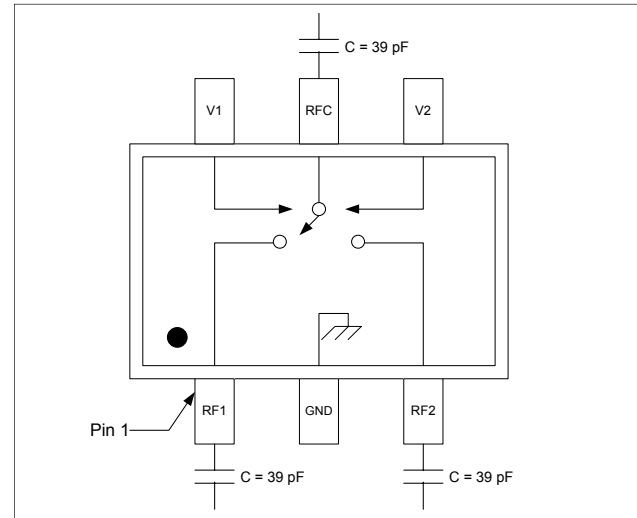 C = 39 pF
V1
RFC
V2
RF1
GND
RF2
Pin 1
C = 39 pF
C = 39 pF